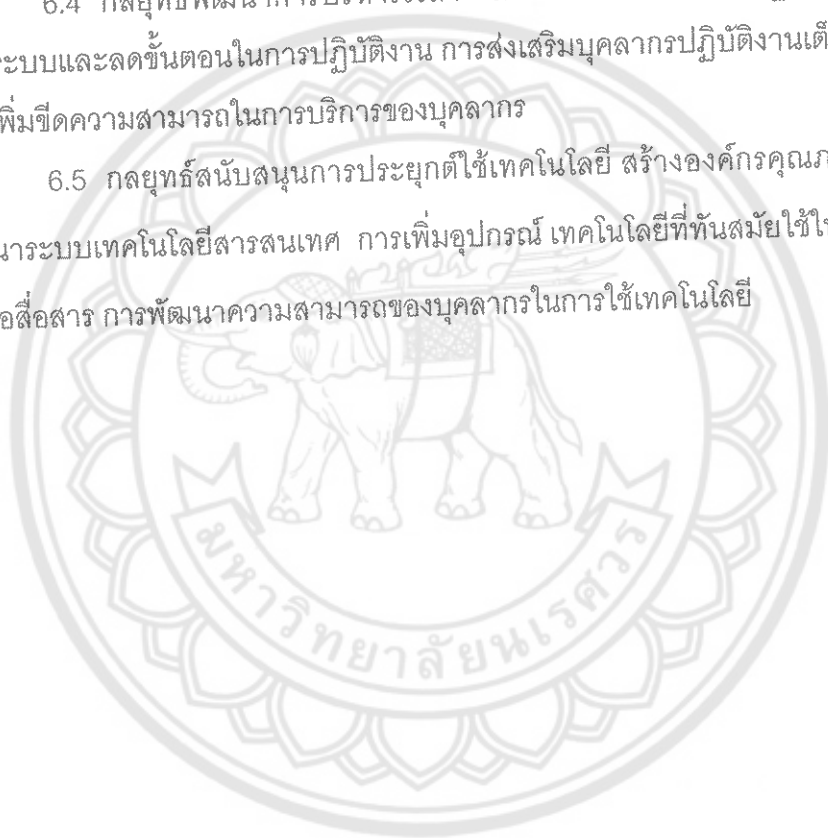 6.4 กลยุทธ์พัฒนาการบริหาร
ระบบและลดขั้นตอนในการปฏิบัติงาน การส่งเสริมบุคลากรปฏิบัติงานเต็
พิ่มขีดความสามารถในการบริการของบุคลากร
6.5 กลยุทธ์สนับสนุนการประยุกต์ใช้เทคโนโลยี สร้างองค์กรคุณภ
นาระบบเทคโนโลยีสารสนเทศ การเพิ่มอุปกรณ์ เทคโนโลยีที่ทันสมัยใช้ใ
อสื่อสาร การพัฒนาความสามารถของบุคลากรในการใช้เทคโนโลยี
มหาวิทยาลัยนเรศวร